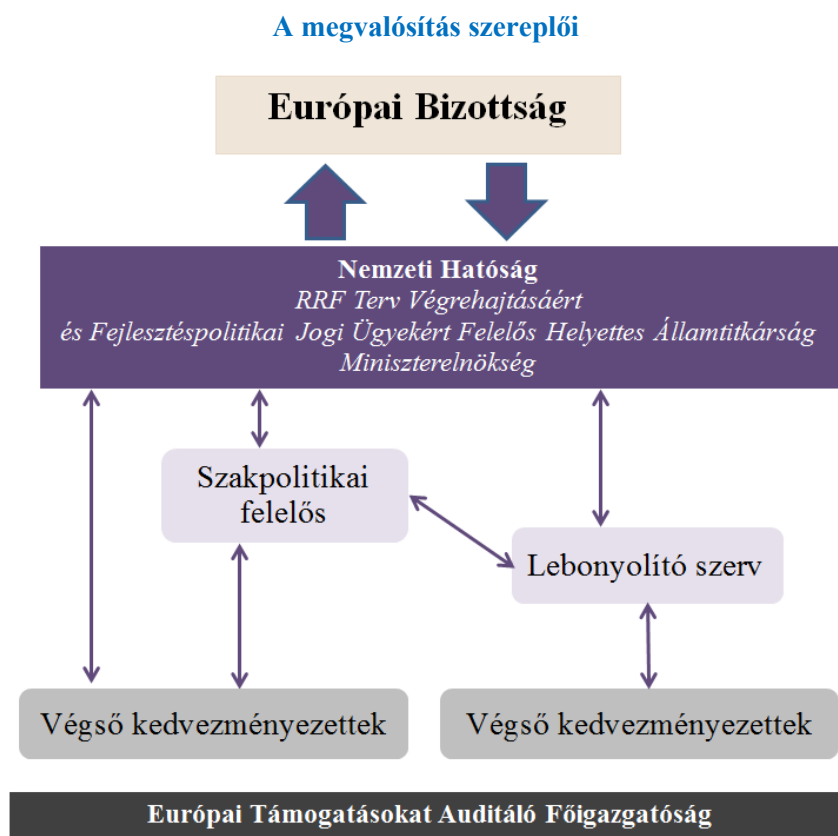 A megvalósítás szereplői
Európai Bizottság
Nemzeti Hatóság
RRF Terv Végrehajtásáért
és Fejlesztéspolitikai Jogi Ügyekért Felelős Helyettes Államtitkárság
Miniszterelnökség
Szakpolitikai
felelős
Lebonyolító szerv
Végső kedvezményezettek
Végső kedvezményezettek
Európai Támogatásokat Auditáló Főigazgatóság